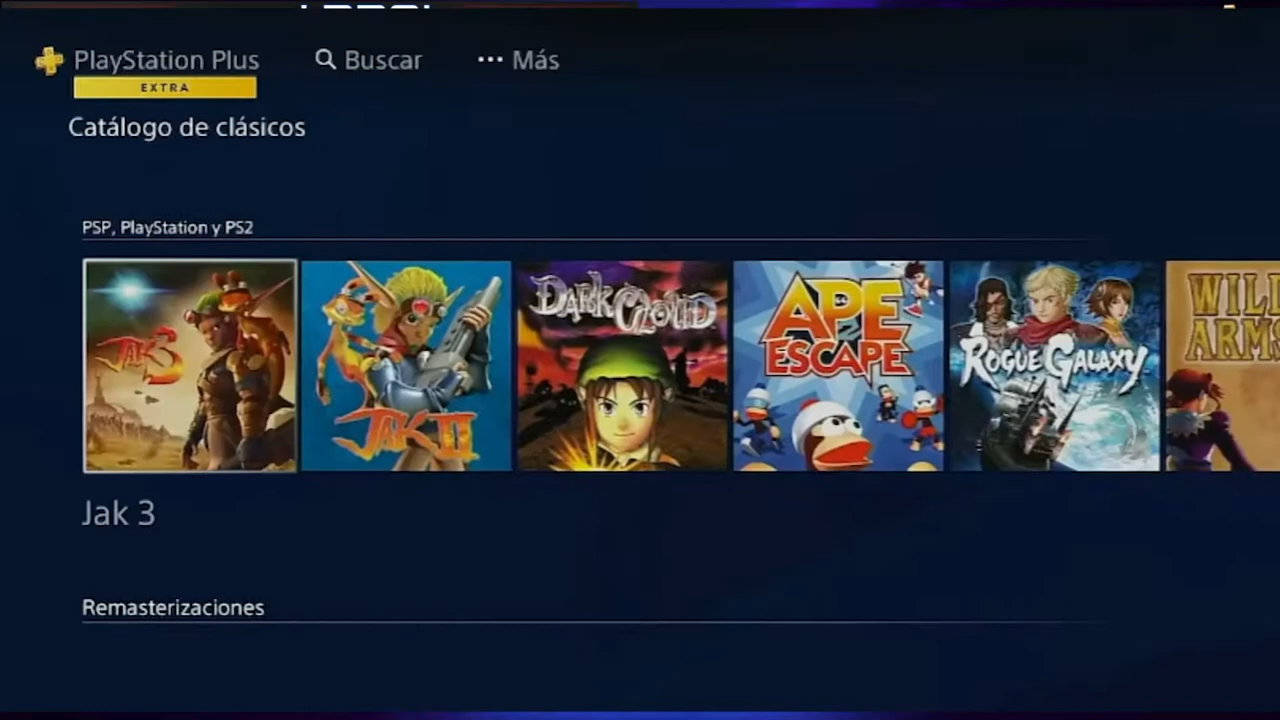 PlayStation Plus
Buscar
Más
EXTRA
Catálogo de clásicos
PSP, PlayStation y PS2
JAK 3
JAK II
DARK CLOUD
APE ESCAPE 2
ROGUE GALAXY
WILD
ARMS
Jak 3
Remasterizaciones